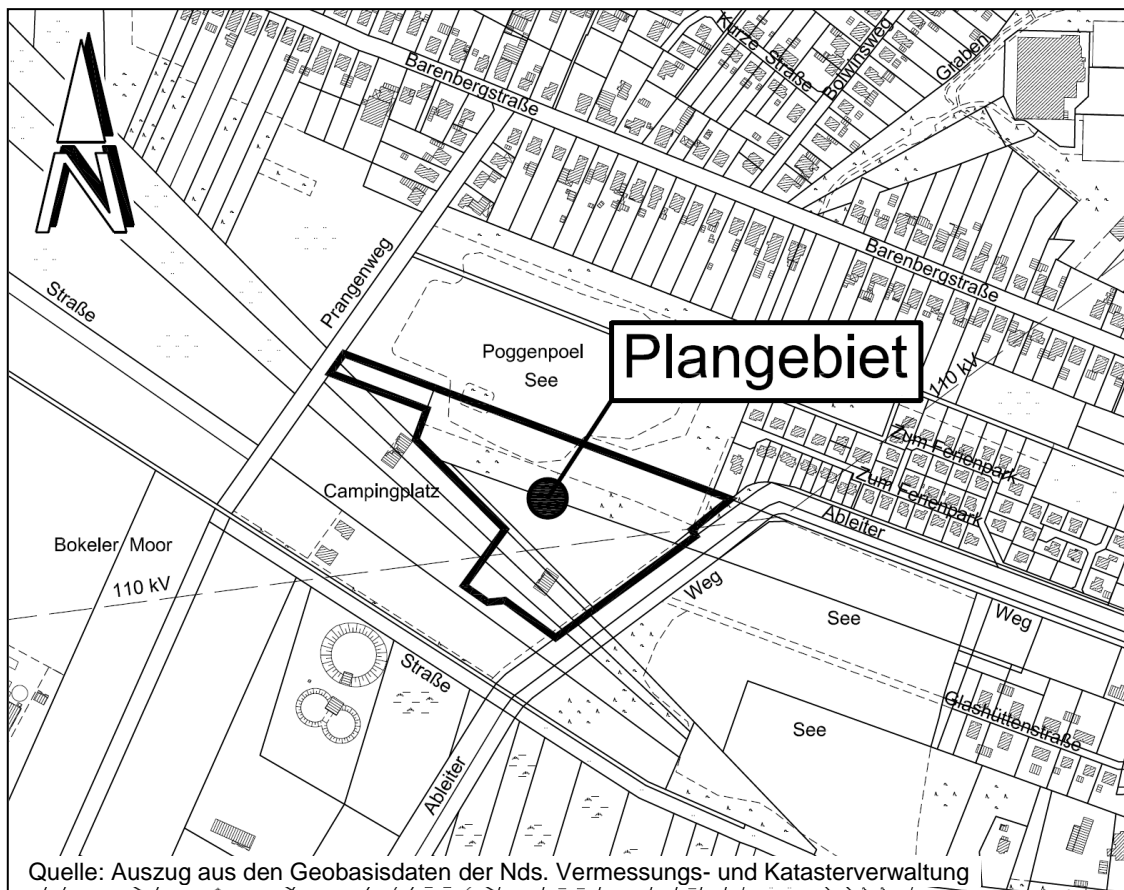 Kurze Straße
Bolwinsweg
Graben
Barenbergstraße
N
Prangenweg
Straße
Barenbergstraße
Poggenpoel
See
Plangebiet
110 kV
Zum Ferienpark
Zum Ferienpark
Campingplatz
Ableiter
Bokeler Moor
110 kV
Weg
See
Weg
Straße
Glashüttenstraße
See
Ableiter
Quelle: Auszug aus den Geobasisdaten der Nds. Vermessungs- und Katasterverwaltung